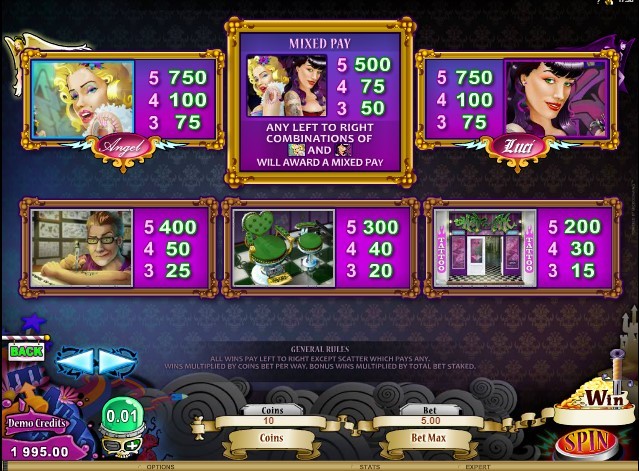 MIXED PAY
5 750
4 100
3 75
Angel
5 500
4 75
3 50
ANY LEFT TO RIGHT
COMBINATIONS OF
AND
WILL AWARD A MIXED PAY
5 750
4 100
3 75
Luci
5 400
4 50
3 25
5 300
4 40
3 20
TATTOO
TATTOO
5 200
4 30
3 15
GENERAL RULES
ALL WINS PAY LEFT TO RIGHT EXCEPT SCATTER WHICH PAYS ANY.
WINS MULTIPLIED BY COINS BET PER WAY. BONUS WINS MULTIPLIED BY TOTAL BET STAKED.
BACK
Demo Credits
1 995.00
0.01
Coins
10
Coins
Bet
5.00
Bet Max
Win
SPIN
OPTIONS
STATS
EXPERT